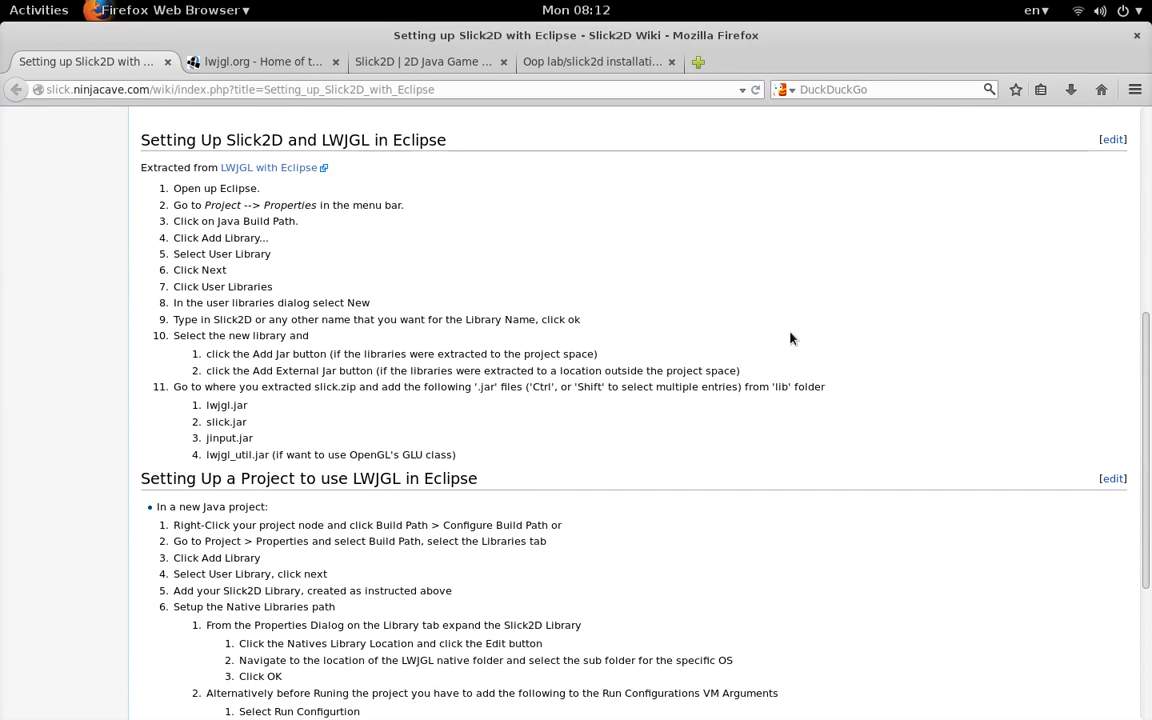 Activities Firefox Web Browser ▾ Mon 08:12 en ▾
Setting up Slick2D with Eclipse - Slick2D Wiki - Mozilla Firefox
Setting up Slick2D with ... lwjgl.org - Home of t... Slick2D | 2D Java Game ... Oop lab/slick2d installati...
slick.ninjacave.com/wiki/index.php?title=Setting_up_Slick2D_with_Eclipse DuckDuckGo
Setting Up Slick2D and LWJGL in Eclipse [edit]
Extracted from LWJGL with Eclipse
1. Open up Eclipse.
2. Go to Project --> Properties in the menu bar.
3. Click on Java Build Path.
4. Click Add Library...
5. Select User Library
6. Click Next
7. Click User Libraries
8. In the user libraries dialog select New
9. Type in Slick2D or any other name that you want for the Library Name, click ok
10. Select the new library and
1. click the Add Jar button (if the libraries were extracted to the project space)
2. click the Add External Jar button (if the libraries were extracted to a location outside the project space)
11. Go to where you extracted slick.zip and add the following '.jar' files ('Ctrl', or 'Shift' to select multiple entries) from 'lib' folder
1. lwjgl.jar
2. slick.jar
3. jinput.jar
4. lwjgl_util.jar (if want to use OpenGL's GLU class)
Setting Up a Project to use LWJGL in Eclipse [edit]
• In a new Java project:
1. Right-Click your project node and click Build Path > Configure Build Path or
2. Go to Project > Properties and select Build Path, select the Libraries tab
3. Click Add Library
4. Select User Library, click next
5. Add your Slick2D Library, created as instructed above
6. Setup the Native Libraries path
1. From the Properties Dialog on the Library tab expand the Slick2D Library
1. Click the Natives Library Location and click the Edit button
2. Navigate to the location of the LWJGL native folder and select the sub folder for the specific OS
3. Click OK
2. Alternatively before Runing the project you have to add the following to the Run Configurations VM Arguments
1. Select Run Configurtion